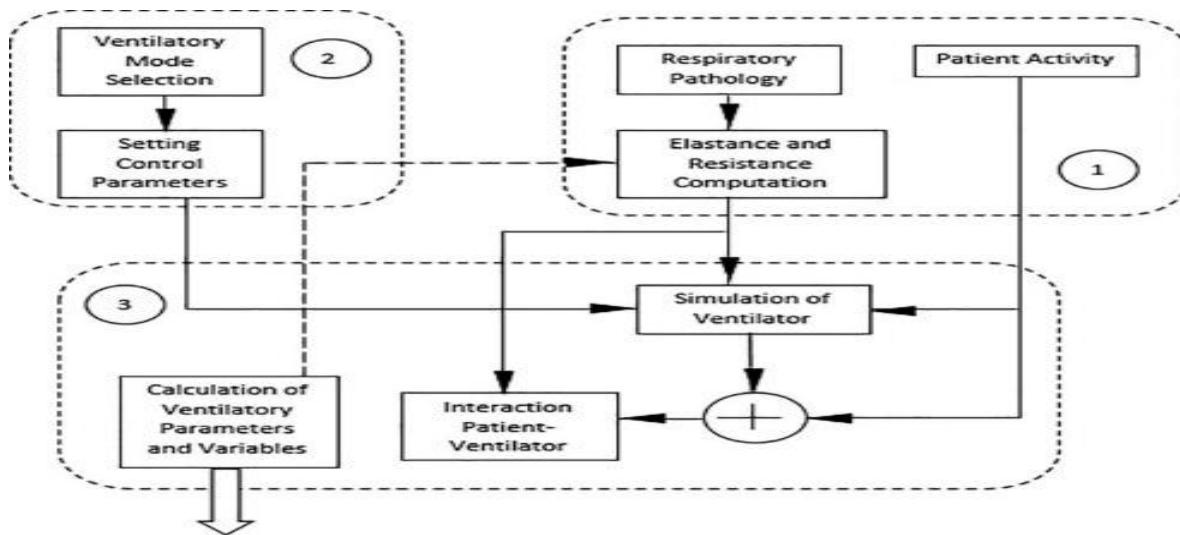 Ventilatory
Mode
Selection
2
Setting
Control
Parameters
Respiratory
Pathology
Patient Activity
Elastance and
Resistance
Computation
1
3
Simulation of
Ventilator
Calculation of
Ventilatory
Parameters
and Variables
Interaction
Patient-
Ventilator
+